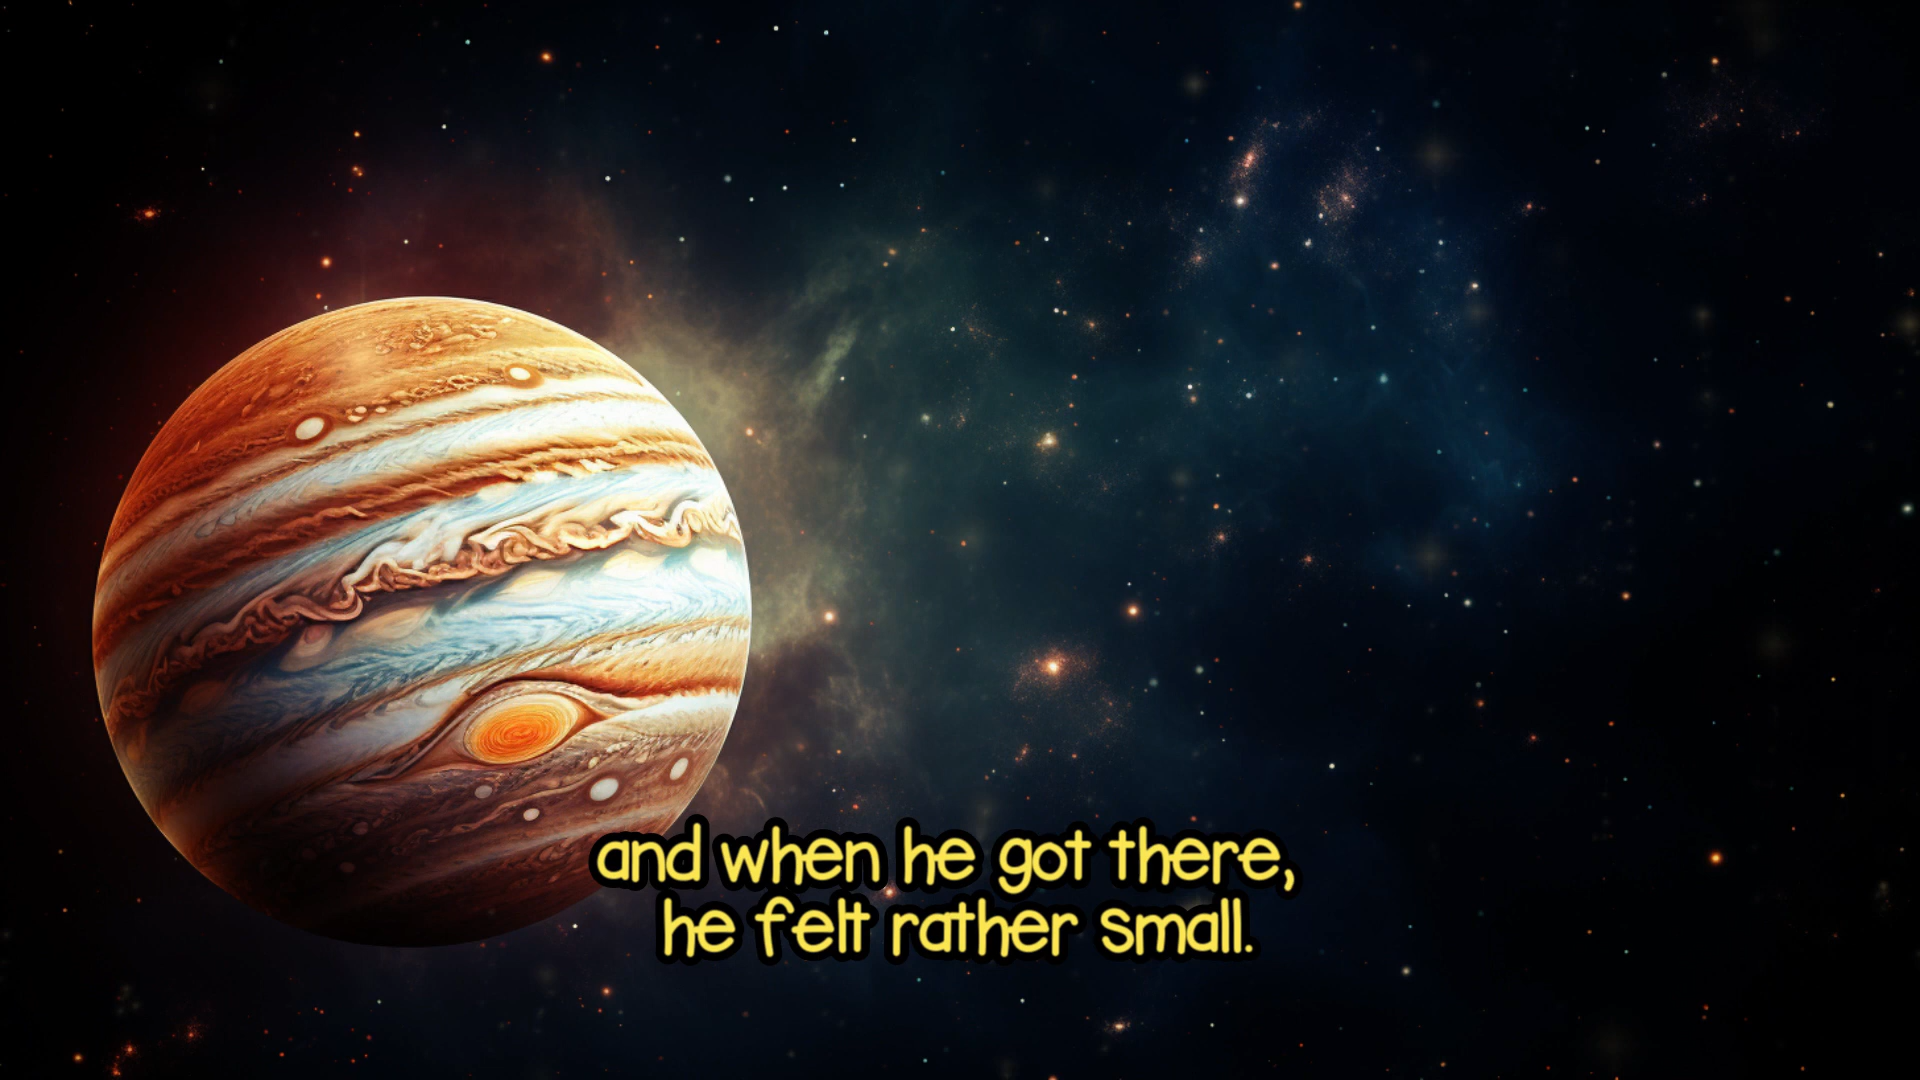 and when he got there,
he felt rather small.